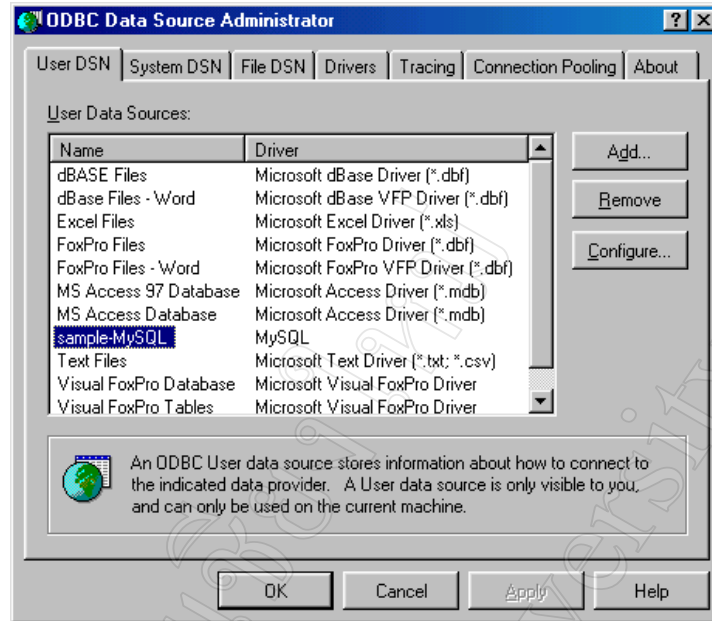 ODBC Data Source Administrator
User DSN System DSN File DSN Drivers Tracing Connection Pooling About
User Data Sources:
Name Driver
dBASE Files Microsoft dBase Driver (*.dbf)
dBase Files - Word Microsoft dBase VFP Driver (*.dbf)
Excel Files Microsoft Excel Driver (*.xls)
FoxPro Files Microsoft FoxPro Driver (*.dbf)
FoxPro Files - Word Microsoft FoxPro VFP Driver (*.dbf)
MS Access 97 Database Microsoft Access Driver (*.mdb)
MS Access Database Microsoft Access Driver (*.mdb)
sample-MySQL MySQL
Text Files Microsoft Text Driver (*.txt; *.csv)
Visual FoxPro Database Microsoft Visual FoxPro Driver
Visual FoxPro Tables Microsoft Visual FoxPro Driver
Add...
Remove
Configure...
An ODBC User data source stores information about how to connect to
the indicated data provider. A User data source is only visible to you,
and can only be used on the current machine.
OK Cancel Apply Help